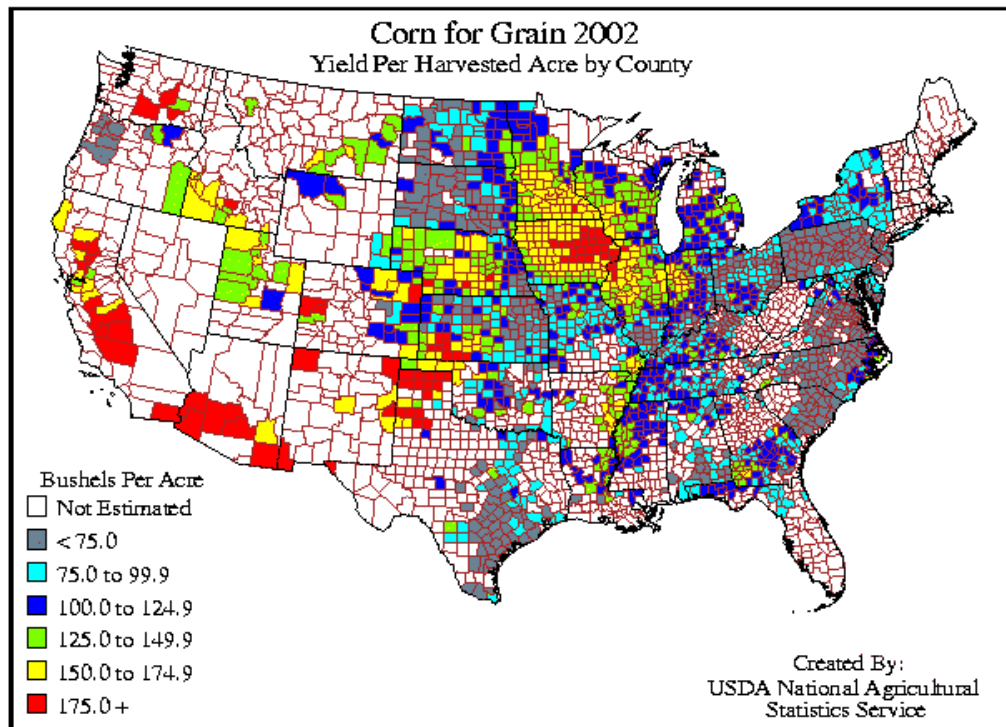 Corn for Grain 2002
Yield Per Harvested Acre by County
Bushels Per Acre
Not Estimated
< 75.0
75.0 to 99.9
100.0 to 124.9
125.0 to 149.9
150.0 to 174.9
175.0 +
Created By:
USDA National Agricultural
Statistics Service